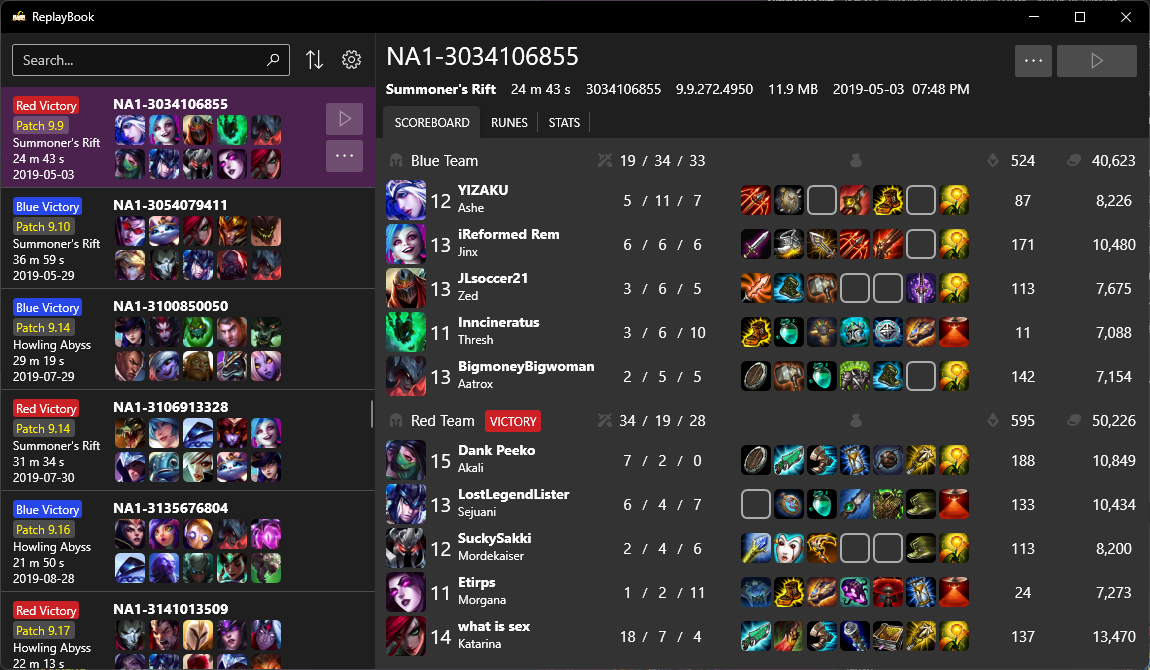 ReplayBook
Search...
Red Victory
NA1-3034106855
Patch 9.9
Summoner's Rift
24 m 43 s
2019-05-03
Blue Victory
NA1-3054079411
Patch 9.10
Summoner's Rift
36 m 59 s
2019-05-29
Blue Victory
NA1-3100850050
Patch 9.14
Howling Abyss
29 m 19 s
2019-07-29
Red Victory
NA1-3106913328
Patch 9.14
Summoner's Rift
31 m 34 s
2019-07-30
Blue Victory
NA1-3135676804
Patch 9.16
Howling Abyss
21 m 50 s
2019-08-28
Red Victory
NA1-3141013509
Patch 9.17
Howling Abyss
22 m 13 s
NA1-3034106855
Summoner's Rift 24 m 43 s 3034106855 9.9.272.4950 11.9 MB 2019-05-03 07:48 PM
SCOREBOARD RUNES STATS
Blue Team 19 / 34 / 33 524 40,623
12 YIZAKU 5 / 11 / 7 87 8,226
Ashe
13 iReformed Rem 6 / 6 / 6 171 10,480
Jinx
13 JLsoccer21 3 / 6 / 5 113 7,675
Zed
11 Inncineratus 3 / 6 / 10 11 7,088
Thresh
13 BigmoneyBigwoman 2 / 5 / 5 142 7,154
Aatrox
Red Team VICTORY 34 / 19 / 28 595 50,226
15 Dank Peeko 7 / 2 / 0 188 10,849
Akali
13 LostLegendLister 6 / 4 / 7 133 10,434
Sejuani
12 SuckySakki 2 / 4 / 6 113 8,200
Mordekaiser
11 Etirps 1 / 2 / 11 24 7,273
Morgana
14 what is sex 18 / 7 / 4 137 13,470
Katarina